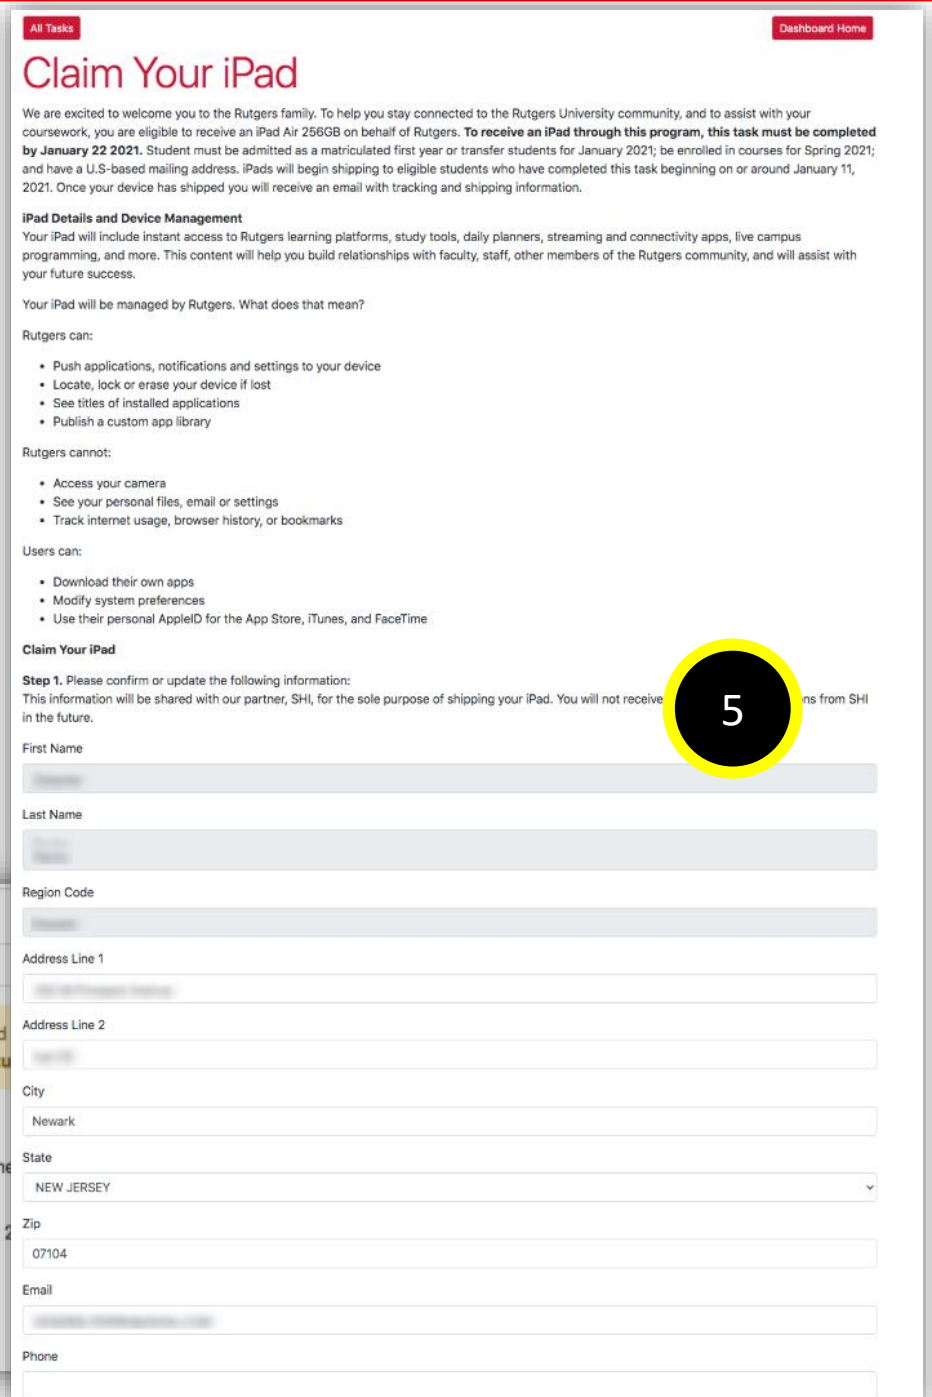 All Tasks
Dashboard Home
Claim Your iPad
We are excited to welcome you to the Rutgers family. To help you stay connected to the Rutgers University community, and to assist with your
coursework, you are eligible to receive an iPad Air 256GB on behalf of Rutgers. To receive an iPad through this program, this task must be completed
by January 22 2021. Student must be admitted as a matriculated first year or transfer students for January 2021; be enrolled in courses for Spring 2021;
and have a U.S-based mailing address. iPads will begin shipping to eligible students who have completed this task beginning on or around January 11,
2021. Once your device has shipped you will receive an email with tracking and shipping information.
iPad Details and Device Management
Your iPad will include instant access to Rutgers learning platforms, study tools, daily planners, streaming and connectivity apps, live campus
programming, and more. This content will help you build relationships with faculty, staff, other members of the Rutgers community, and will assist with
your future success.
Your iPad will be managed by Rutgers. What does that mean?
Rutgers can:
• Push applications, notifications and settings to your device
• Locate, lock or erase your device if lost
• See titles of installed applications
• Publish a custom app library
Rutgers cannot:
• Access your camera
• See your personal files, email or settings
• Track internet usage, browser history, or bookmarks
Users can:
• Download their own apps
• Modify system preferences
• Use their personal AppleID for the App Store, iTunes, and FaceTime
Claim Your iPad
Step 1. Please confirm or update the following information:
This information will be shared with our partner, SHI, for the sole purpose of shipping your iPad. You will not receive ns from SHI
5
in the future.
First Name
Last Name
Region Code
Address Line 1
Address Line 2
City
Newark
State
NEW JERSEY
Zip
07104
Email
Phone